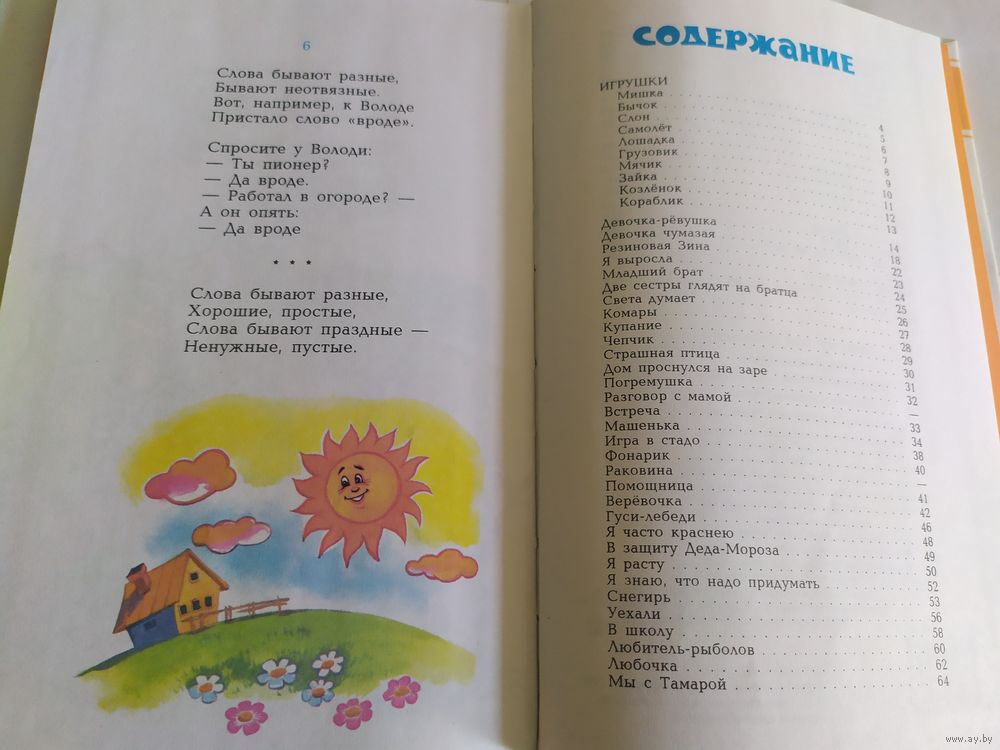 6
Слова бывают разные,
Бывают неотвязные.
Вот, например, к Володе
Пристало слово «вроде».
Спросите у Володи:
— Ты пионер?
— Да вроде.
— Работал в огороде? —
А он опять:
— Да вроде
* * *
Слова бывают разные,
Хорошие, простые,
Слова бывают праздные —
Ненужные, пустые.
СОДЕРЖАНИЕ
ИГРУШКИ
Мишка 4
Бычок 5
Слон 6
Самолёт 7
Лошадка 8
Грузовик 9
Мячик 10
Зайка 11
Козлёнок 12
Кораблик 13
Девочка-рёвушка 14
Девочка чумазая 18
Резиновая Зина 22
Я выросла 23
Младший брат 24
Две сестры глядят на братца 25
Света думает 26
Комары 27
Купание 28
Чепчик 29
Страшная птица 30
Дом проснулся на заре 31
Погремушка 32
Разговор с мамой —
Встреча 33
Машенька 34
Игра в стадо 38
Фонарик 40
Раковина —
Помощница 41
Верёвочка 42
Гуси-лебеди 46
Я часто краснею 48
В защиту Деда-Мороза 49
Я расту 50
Я знаю, что надо придумать 52
Снегирь 53
Уехали 56
В школу 58
Любитель-рыболов 60
Любочка 62
Мы с Тамарой 64
www.ay.by